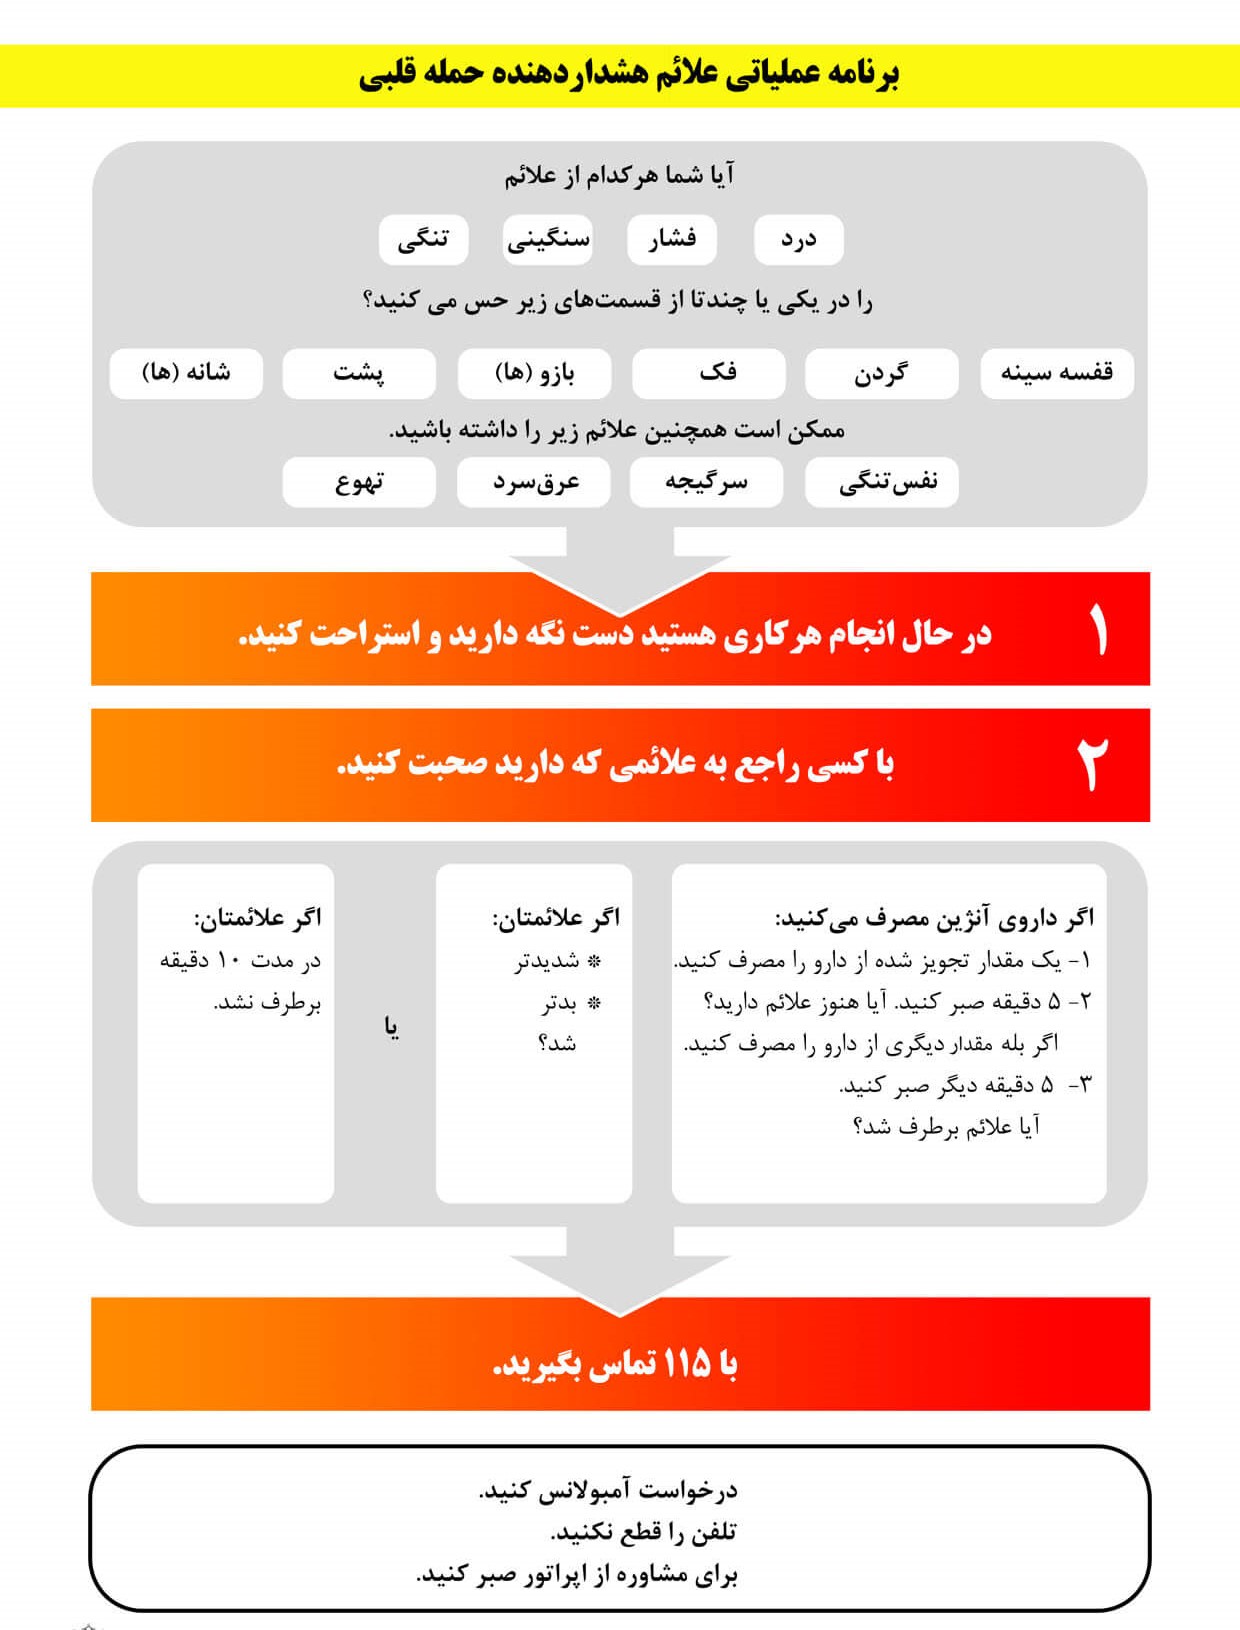 برنامه عملیاتی علائم هشداردهنده حمله قلبی
آیا شما هرکدام از علائم
درد فشار سنگینی تنگی
را در یکی یا چندتا از قسمت‌های زیر حس می کنید؟
قفسه سینه گردن فک بازو (ها) پشت شانه (ها)
ممکن است همچنین علائم زیر را داشته باشید.
نفس‌تنگی سرگیجه عرق‌سرد تهوع
۱ در حال انجام هرکاری هستید دست نگه دارید و استراحت کنید.
۲ با کسی راجع به علائمی که دارید صحبت کنید.
اگر داروی آنژین مصرف می‌کنید:
۱- یک مقدار تجویز شده از دارو را مصرف کنید.
۲- ۵ دقیقه صبر کنید. آیا هنوز علائم دارید؟
اگر بله مقدار دیگری از دارو را مصرف کنید.
۳- ۵ دقیقه دیگر صبر کنید.
آیا علائم برطرف شد؟
اگر علائمتان:
* شدیدتر
* بدتر
شد؟
یا
اگر علائمتان:
در مدت ۱۰ دقیقه
برطرف نشد.
با ۱۱۵ تماس بگیرید.
درخواست آمبولانس کنید.
تلفن را قطع نکنید.
برای مشاوره از اپراتور صبر کنید.